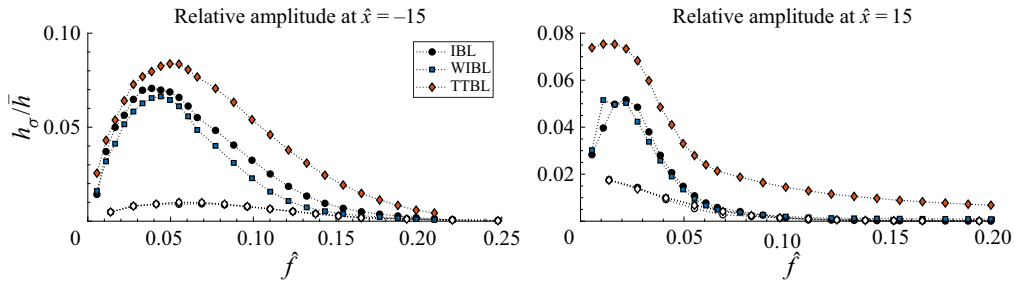 Relative amplitude at x̂ = –15
0.10
0.05
h_σ/h̄
IBL
WIBL
TTBL
0 0.05 0.10 0.15 0.20 0.25
f̂
Relative amplitude at x̂ = 15
0.08
0.06
0.04
0.02
0 0.05 0.10 0.15 0.20
f̂